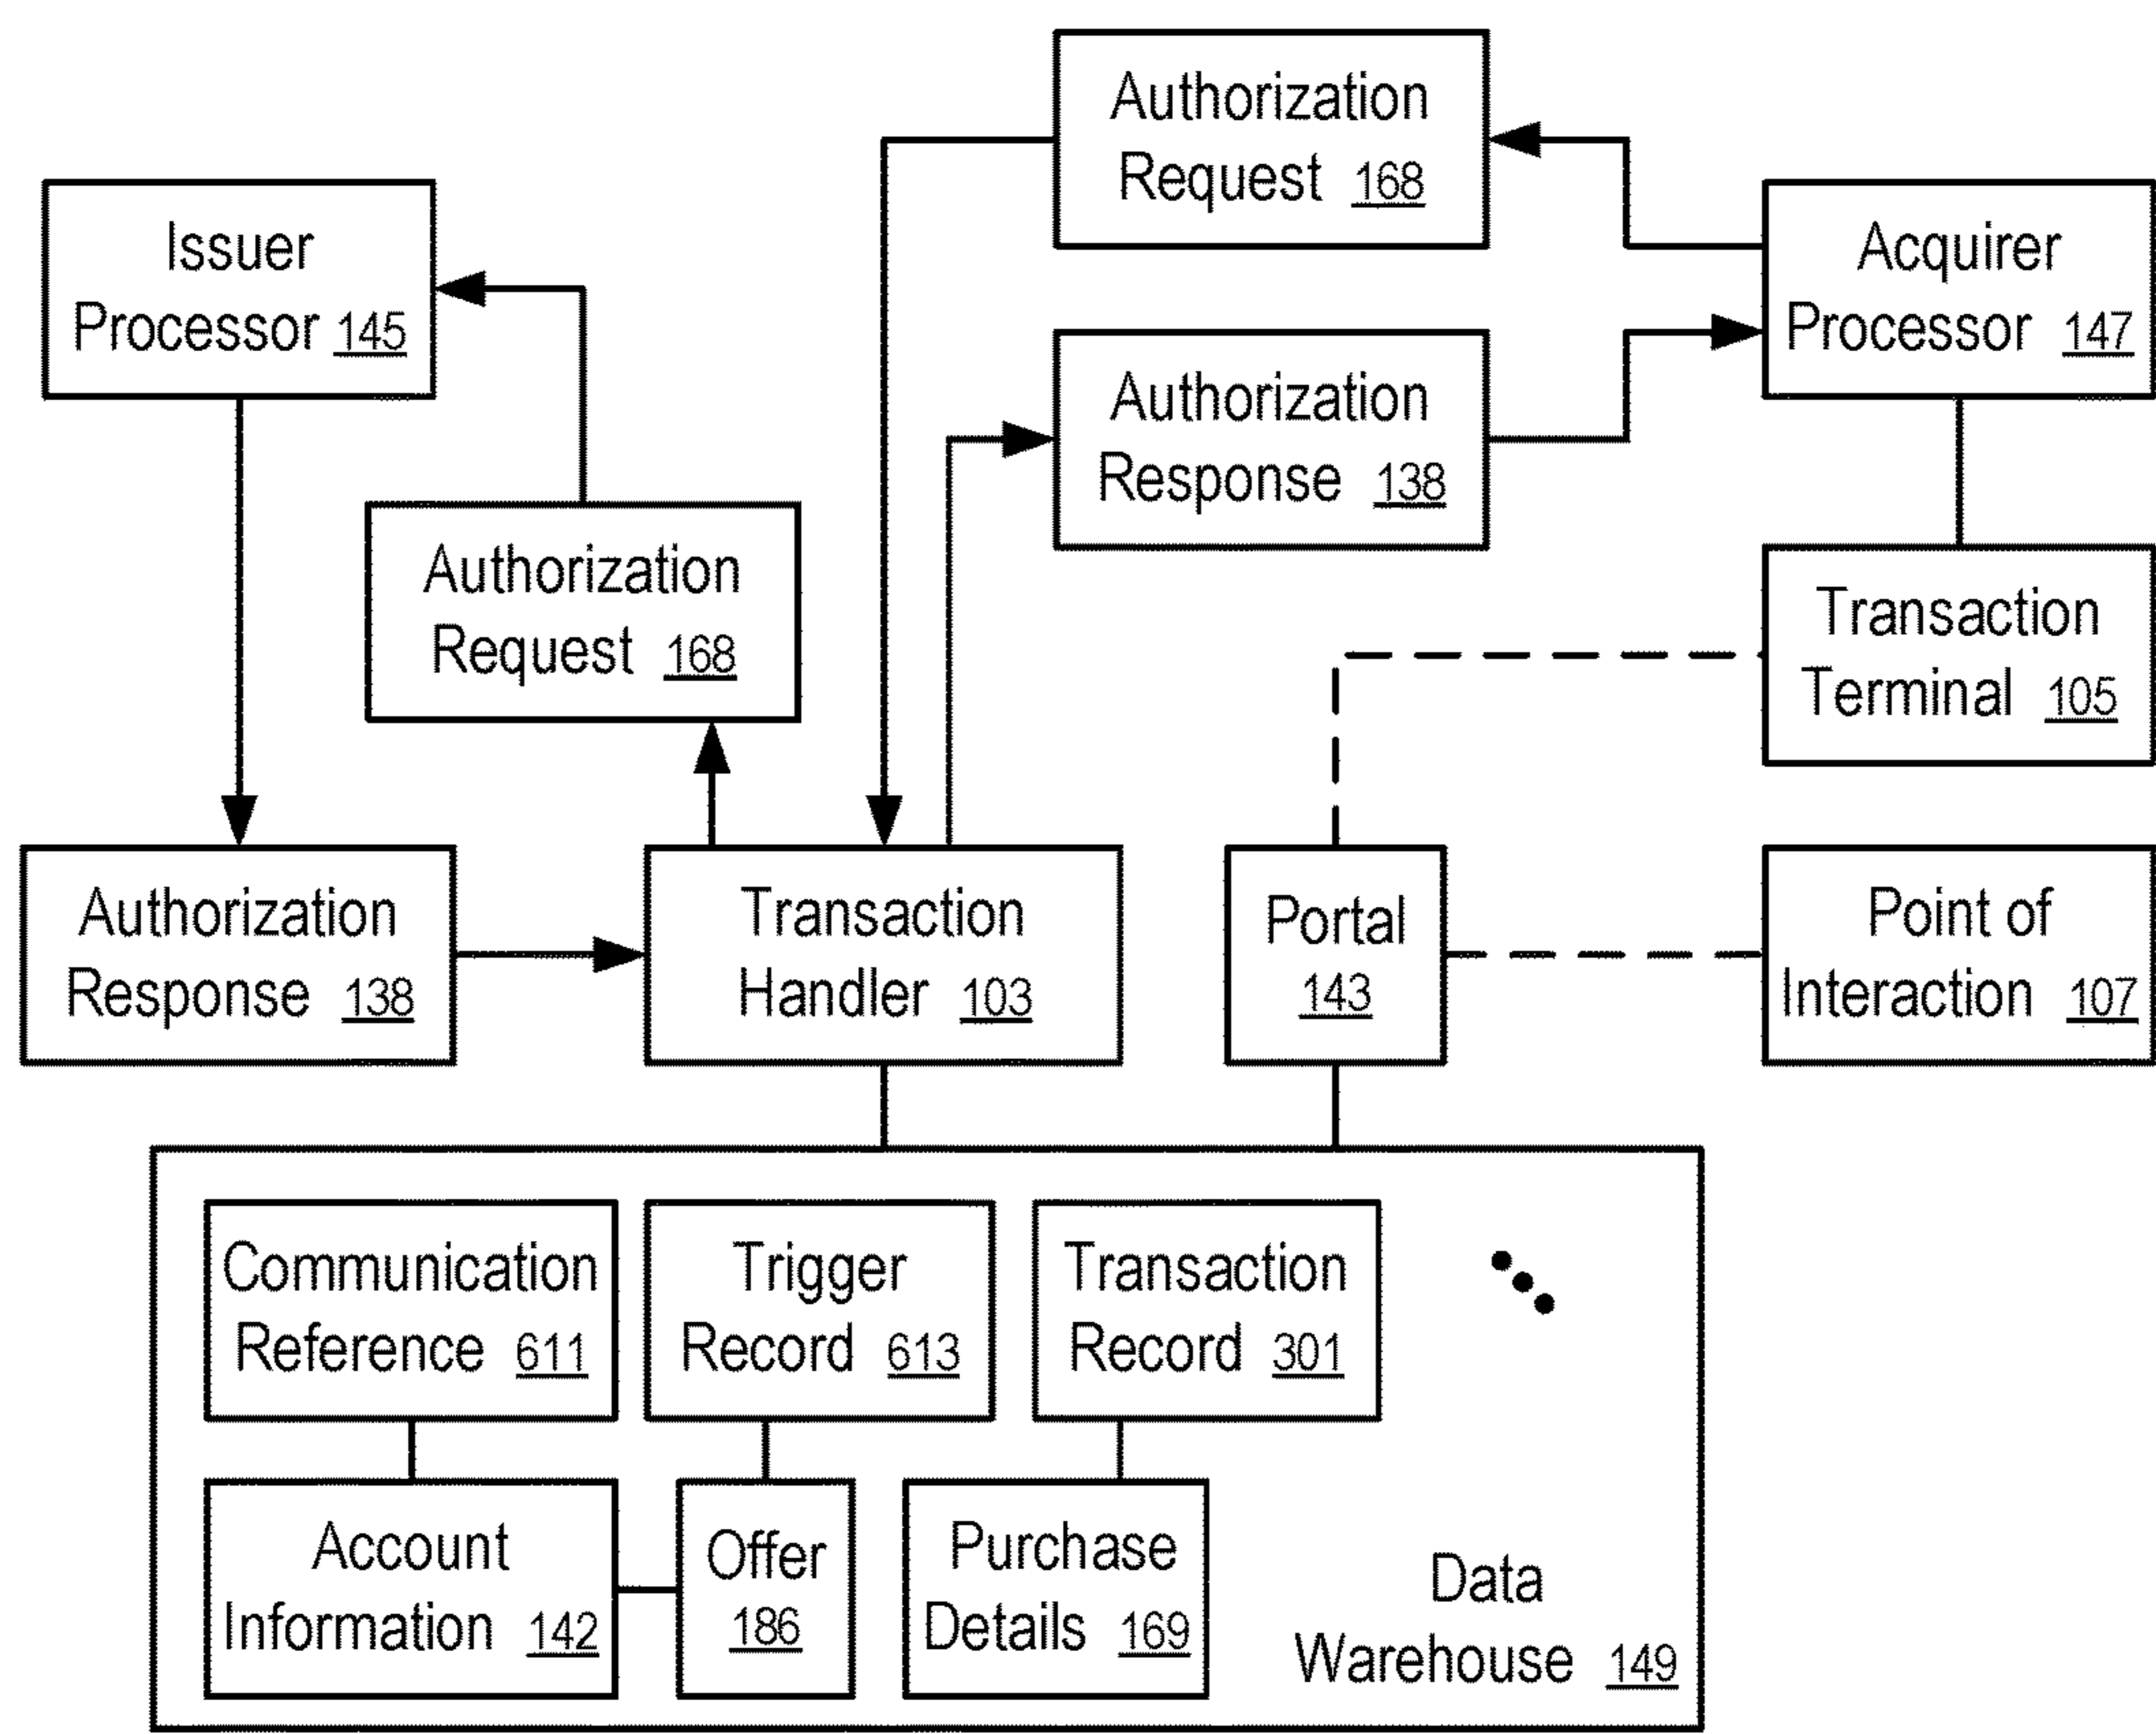 Authorization
Request 168
Issuer
Processor 145
Acquirer
Processor 147
Authorization
Response 138
Authorization
Request 168
Transaction
Terminal 105
Authorization
Response 138
Transaction
Handler 103
Portal
143
Point of
Interaction 107
Communication
Reference 611
Trigger
Record 613
Transaction
Record 301
Account
Information 142
Offer
186
Purchase
Details 169
Data
Warehouse 149